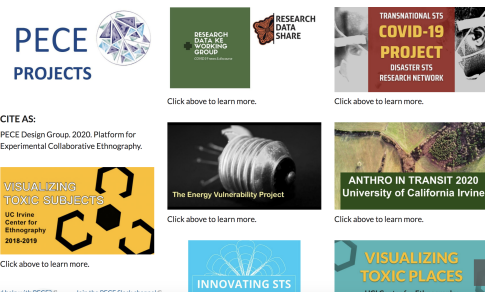 PECE
PROJECTS
CITE AS:
PECE Design Group. 2020. Platform for
Experimental Collaborative Ethnography.
VISUALIZING
TOXIC SUBJECTS
UC Irvine
Center for
Ethnography
2018-2019
Click above to learn more.
RESEARCH
DATA KE
WORKING
GROUP
RESEARCH
DATA
SHARE
Click above to learn more.
The Energy Vulnerability Project
Click above to learn more.
INNOVATING STS
TRANSNATIONAL STS
COVID-19
PROJECT
DISASTER STS
RESEARCH NETWORK
Click above to learn more.
ANTHRO IN TRANSIT 2020
University of California Irvine
Click above to learn more.
VISUALIZING
TOXIC PLACES